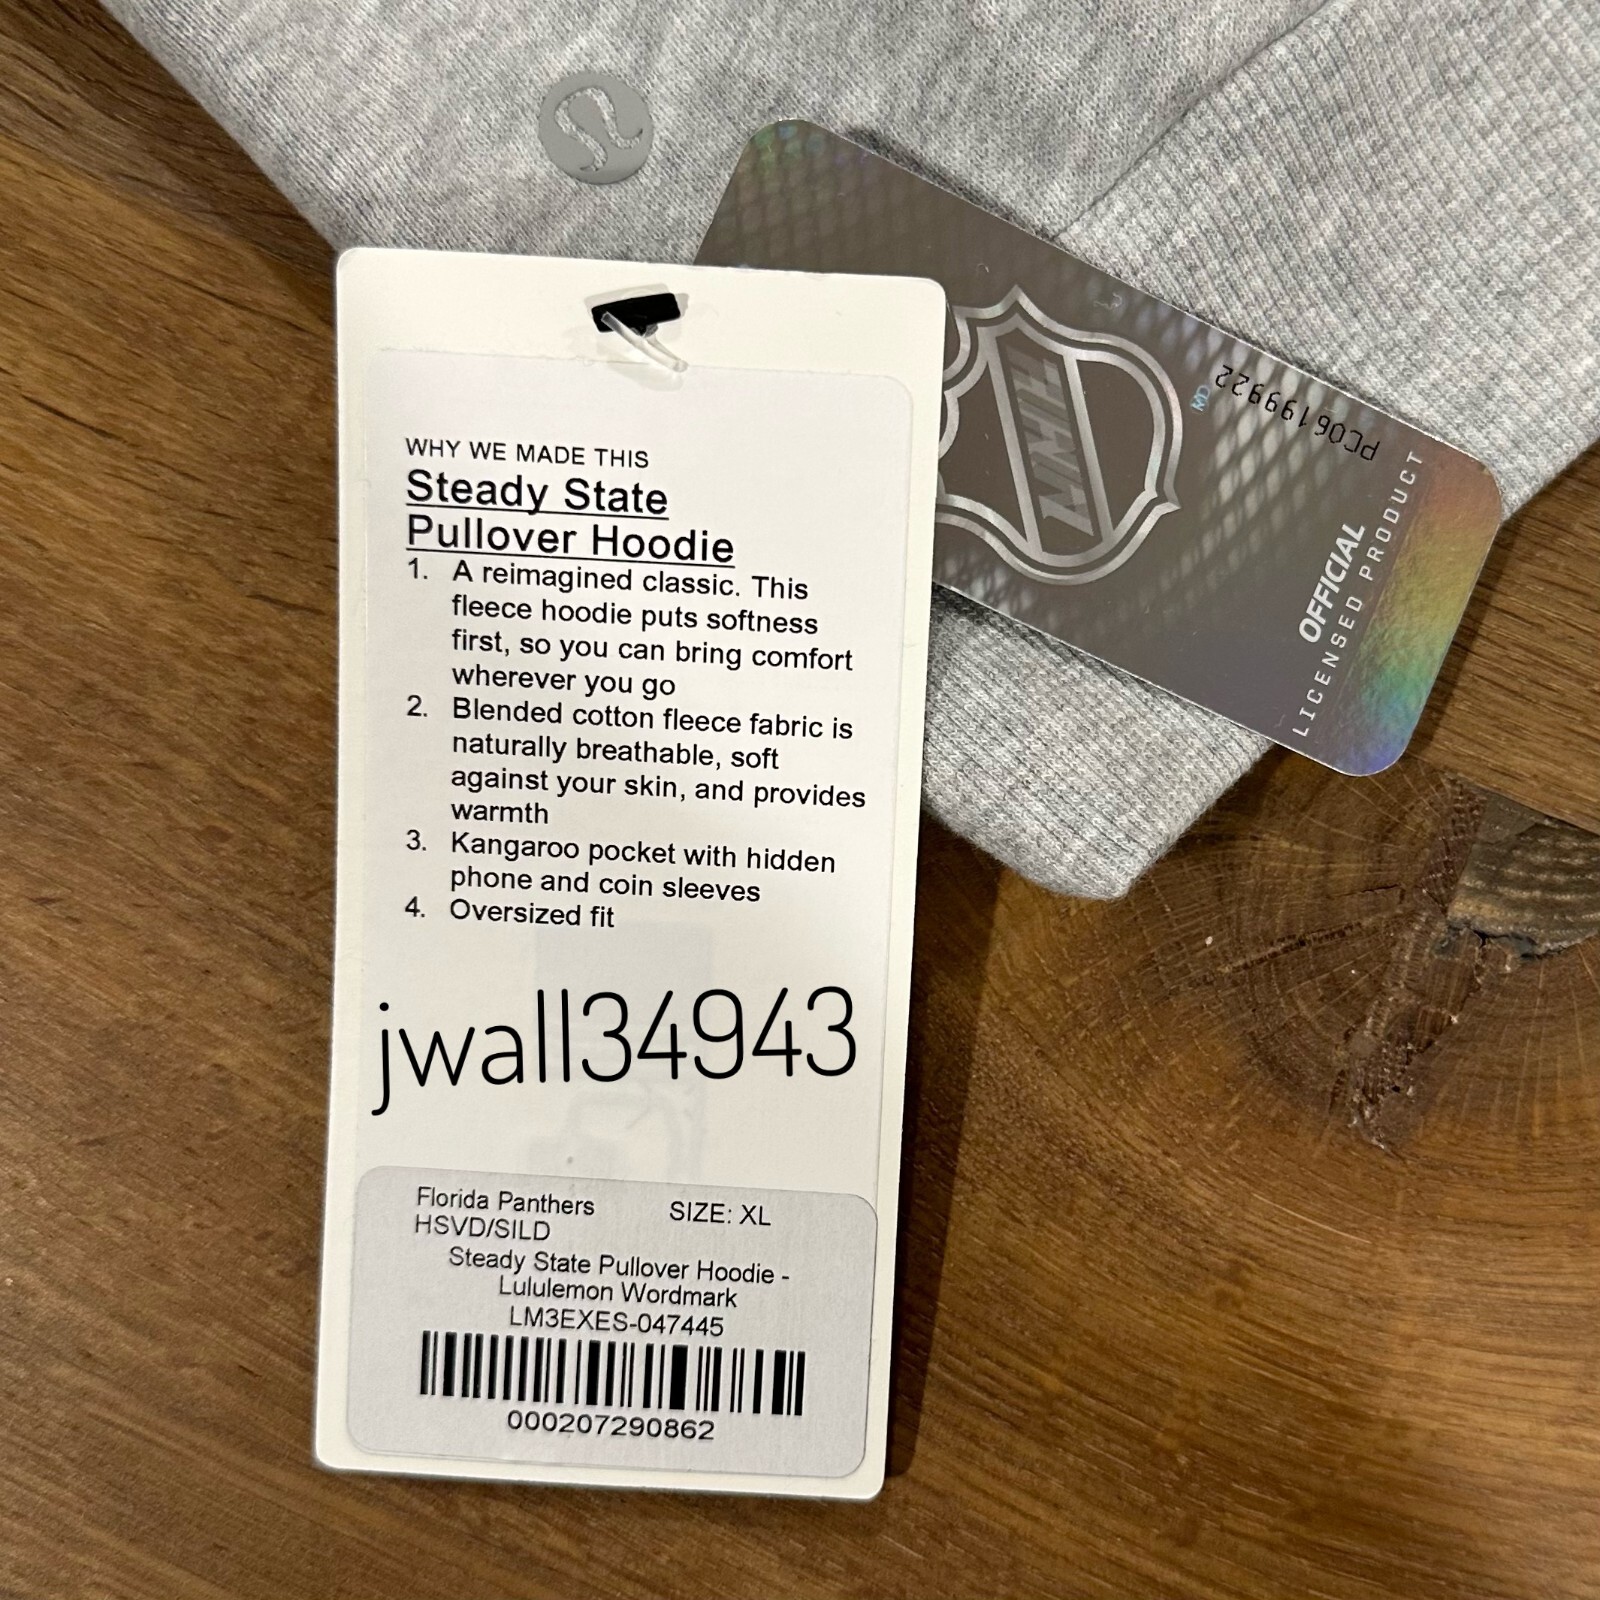 WHY WE MADE THIS
Steady State
Pullover Hoodie
1. A reimagined classic. This
fleece hoodie puts softness
first, so you can bring comfort
wherever you go
2. Blended cotton fleece fabric is
naturally breathable, soft
against your skin, and provides
warmth
3. Kangaroo pocket with hidden
phone and coin sleeves
4. Oversized fit
jwall34943
Florida Panthers SIZE: XL
HSVD/SILD
Steady State Pullover Hoodie -
Lululemon Wordmark
LM3EXES-047445
000207290862
NHL
MD
PC06199922
OFFICIAL
LICENSED PRODUCT